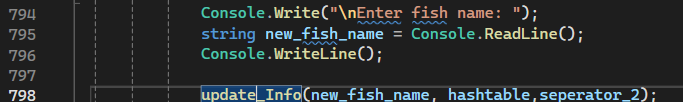 794 Console.Write("\nEnter fish name: ");
795 string new_fish_name = Console.ReadLine();
796 Console.WriteLine();
797
798 update_Info(new_fish_name, hashtable,seperator_2);